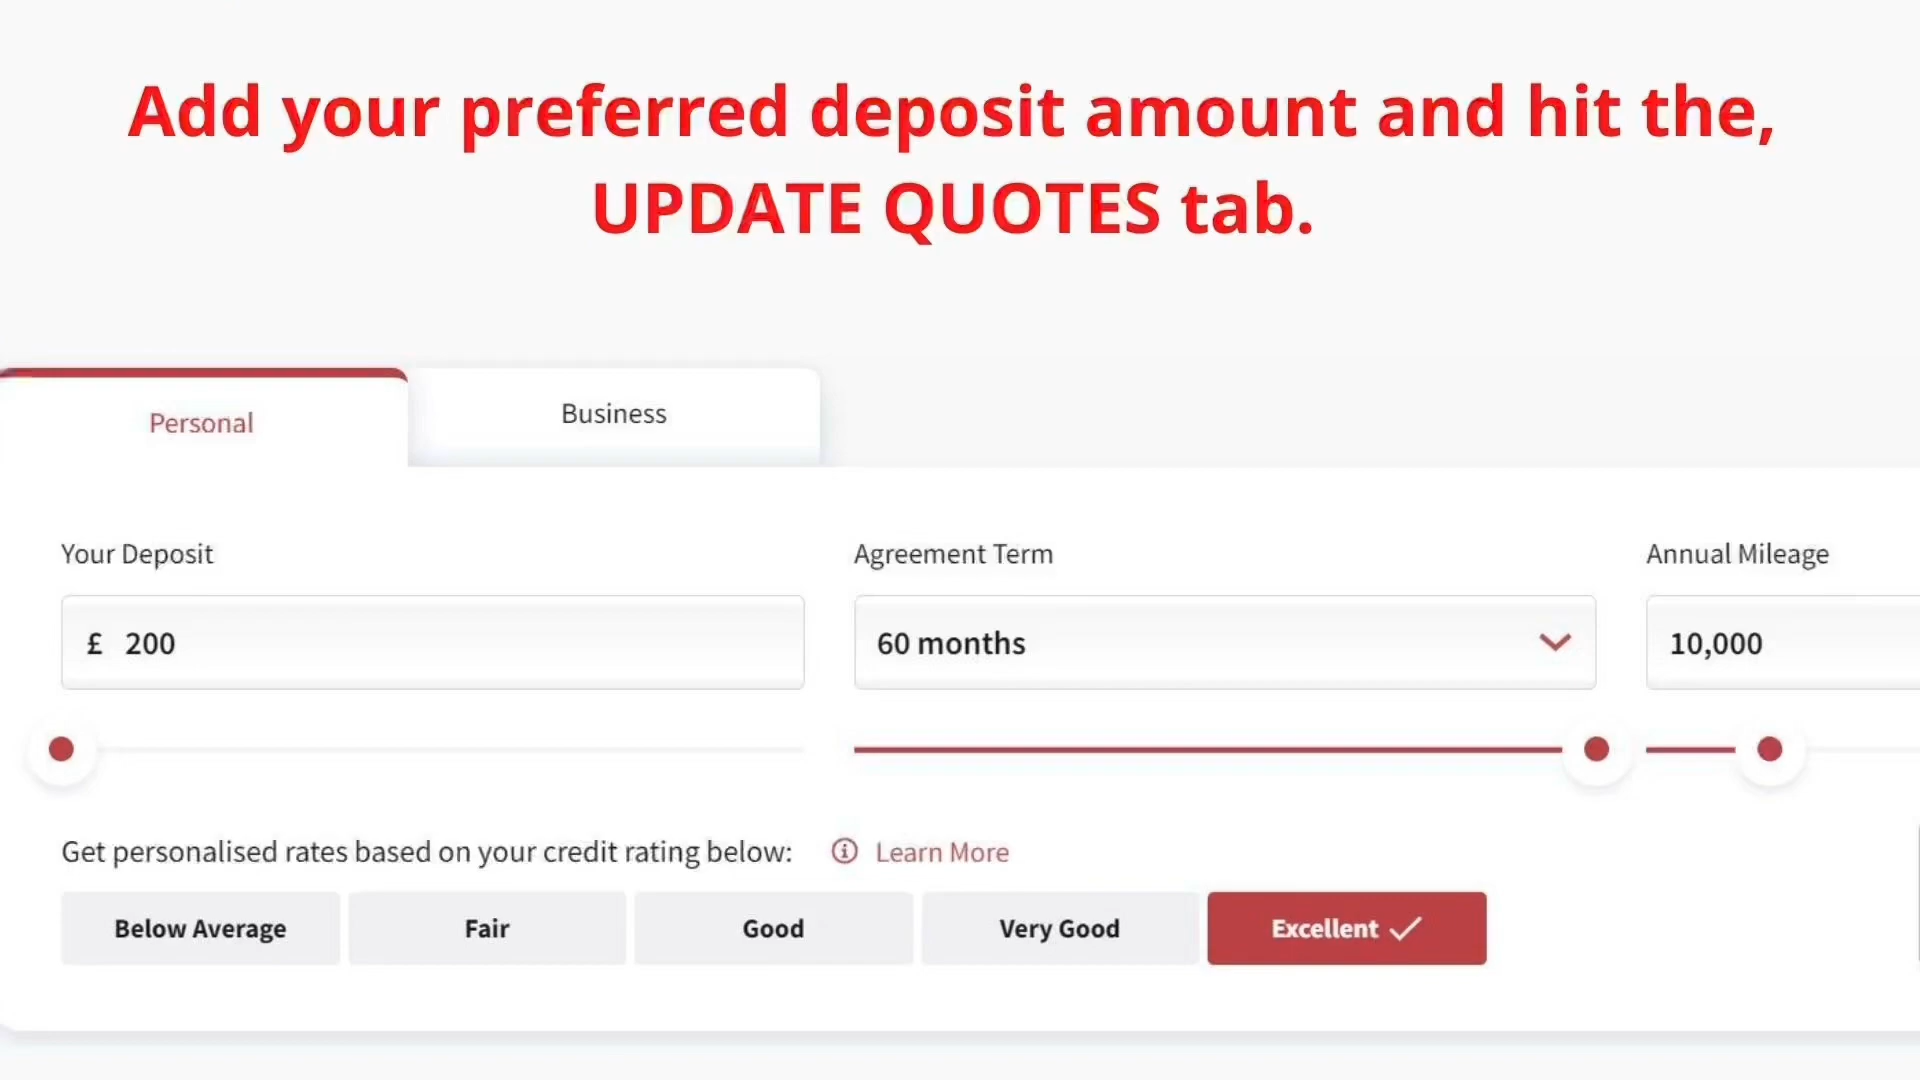 Add your preferred deposit amount and hit the,
UPDATE QUOTES tab.
Personal
Business
Your Deposit
Agreement Term
Annual Mileage
£ 200
60 months
10,000
Get personalised rates based on your credit rating below:
Learn More
Below Average
Fair
Good
Very Good
Excellent